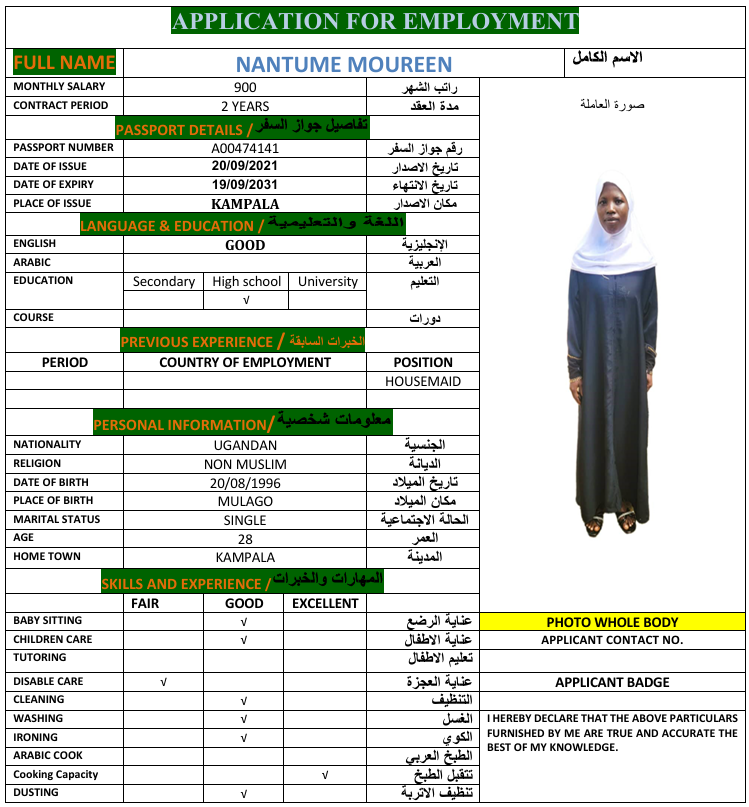 APPLICATION FOR EMPLOYMENT
FULL NAME NANTUME MOUREEN الاسم الكامل
MONTHLY SALARY 900 راتب الشهر
CONTRACT PERIOD 2 YEARS مدة العقد
صورة العاملة
PASSPORT DETAILS / تفاصيل جواز السفر
PASSPORT NUMBER A00474141 رقم جواز السفر
DATE OF ISSUE 20/09/2021 تاريخ الاصدار
DATE OF EXPIRY 19/09/2031 تاريخ الانتهاء
PLACE OF ISSUE KAMPALA مكان الاصدار
LANGUAGE & EDUCATION / اللغة والتعليمية
ENGLISH GOOD الإنجليزية
ARABIC العربية
EDUCATION Secondary High school University التعليم
√
COURSE دورات
PREVIOUS EXPERIENCE / الخبرات السابقة
PERIOD COUNTRY OF EMPLOYMENT POSITION
HOUSEMAID
PERSONAL INFORMATION/ معلومات شخصية
NATIONALITY UGANDAN الجنسية
RELIGION NON MUSLIM الديانة
DATE OF BIRTH 20/08/1996 تاريخ الميلاد
PLACE OF BIRTH MULAGO مكان الميلاد
MARITAL STATUS SINGLE الحالة الاجتماعية
AGE 28 العمر
HOME TOWN KAMPALA المدينة
SKILLS AND EXPERIENCE / المهارات والخبرات
FAIR GOOD EXCELLENT
BABY SITTING √ عناية الرضع
CHILDREN CARE √ عناية الاطفال
TUTORING تعليم الاطفال
DISABLE CARE √ عناية العجزة
CLEANING √ التنظيف
WASHING √ الغسل
IRONING √ الكوي
ARABIC COOK الطبخ العربي
Cooking Capacity √ تتقبل الطبخ
DUSTING √ تنظيف الاتربة
PHOTO WHOLE BODY
APPLICANT CONTACT NO.
APPLICANT BADGE
I HEREBY DECLARE THAT THE ABOVE PARTICULARS
FURNISHED BY ME ARE TRUE AND ACCURATE THE
BEST OF MY KNOWLEDGE.